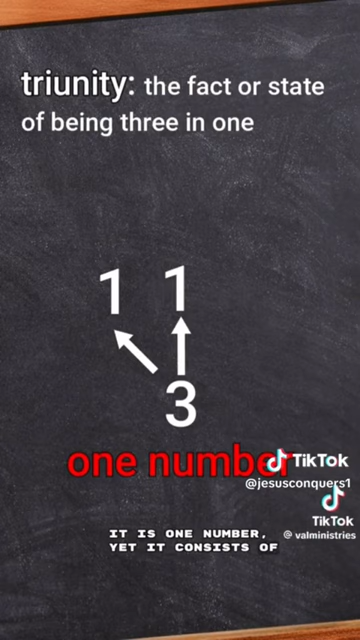 triunity: the fact or state
of being three in one
1 1
3
one number
TikTok
@jesusconquers1
TikTok
@ valministries
IT IS ONE NUMBER,
YET IT CONSISTS OF